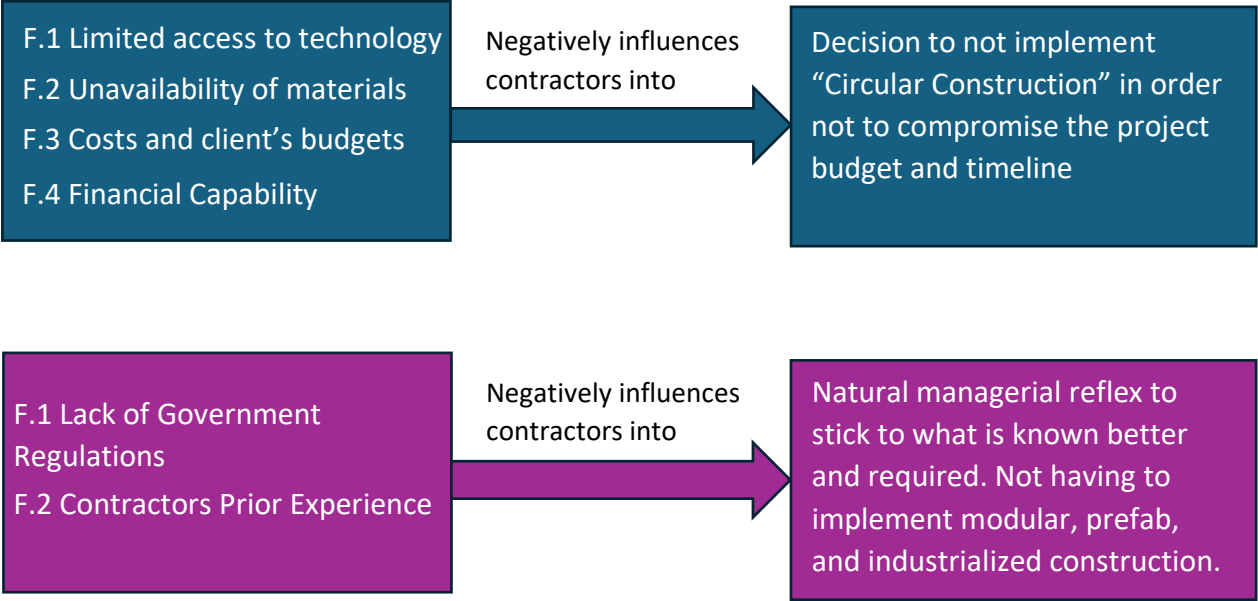 F.1 Limited access to technology
F.2 Unavailability of materials
F.3 Costs and client’s budgets
F.4 Financial Capability
Negatively influences
contractors into
Decision to not implement
“Circular Construction” in order
not to compromise the project
budget and timeline
F.1 Lack of Government
Regulations
F.2 Contractors Prior Experience
Negatively influences
contractors into
Natural managerial reflex to
stick to what is known better
and required. Not having to
implement modular, prefab,
and industrialized construction.